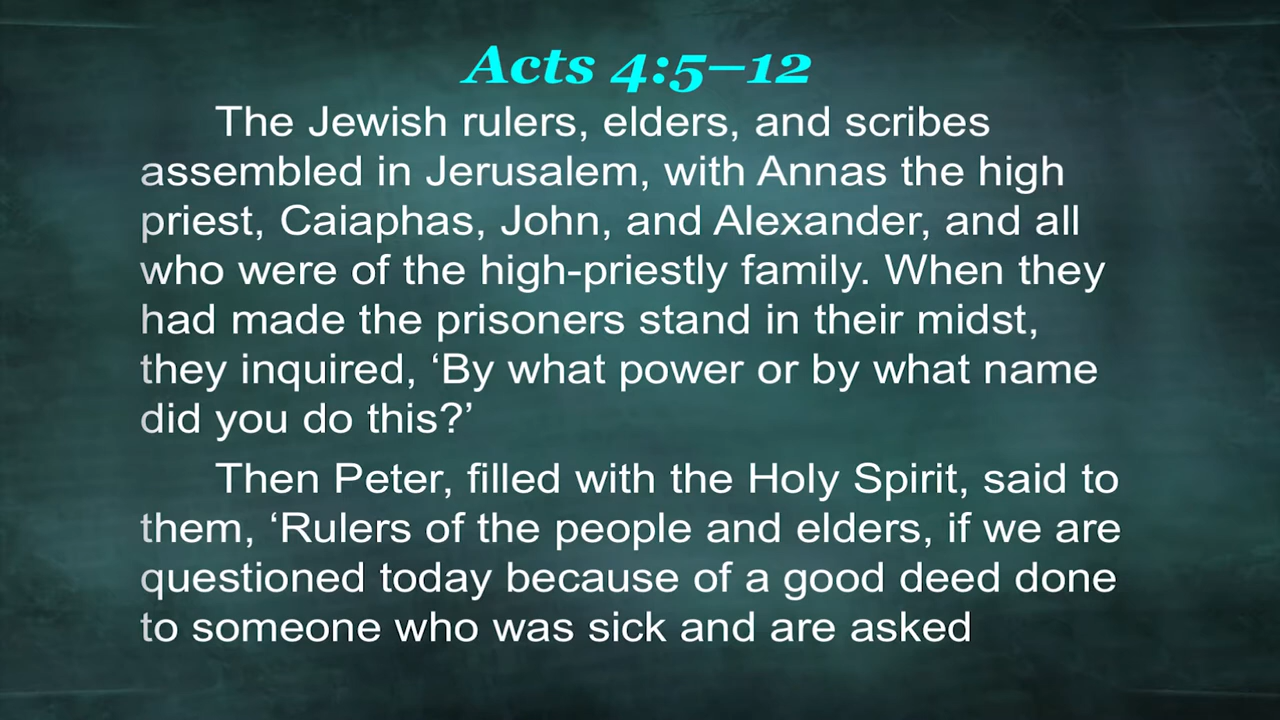 Acts 4:5–12
The Jewish rulers, elders, and scribes
assembled in Jerusalem, with Annas the high
priest, Caiaphas, John, and Alexander, and all
who were of the high-priestly family. When they
had made the prisoners stand in their midst,
they inquired, ‘By what power or by what name
did you do this?’
Then Peter, filled with the Holy Spirit, said to
them, ‘Rulers of the people and elders, if we are
questioned today because of a good deed done
to someone who was sick and are asked